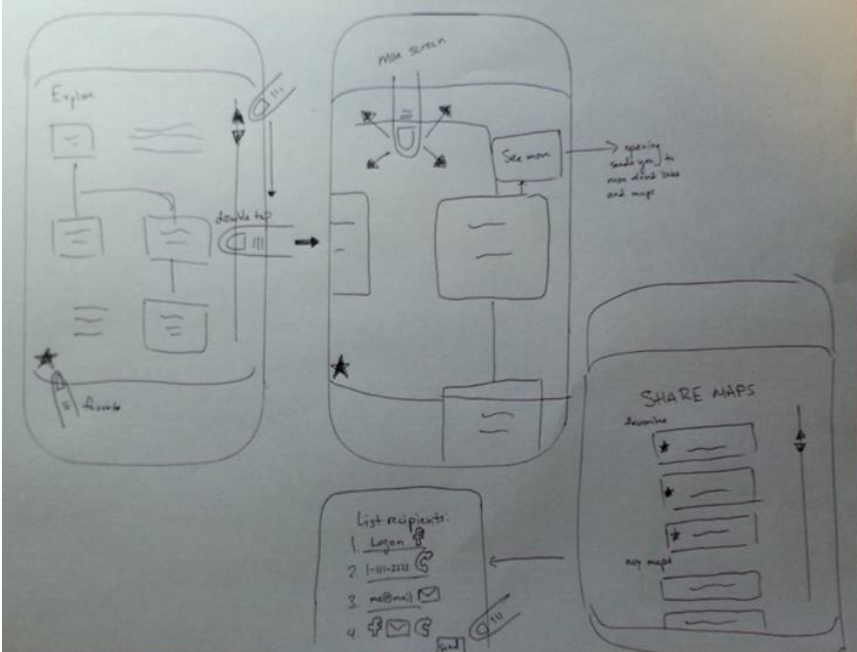 Explore
double tap
favorite
Max screen
See more
opening
sends you to
more about
and maps
SHARE MAPS
favorites
my maps
List recipients:
1. Logan
2. 1-111-2222
3. me@mail
4.
Send